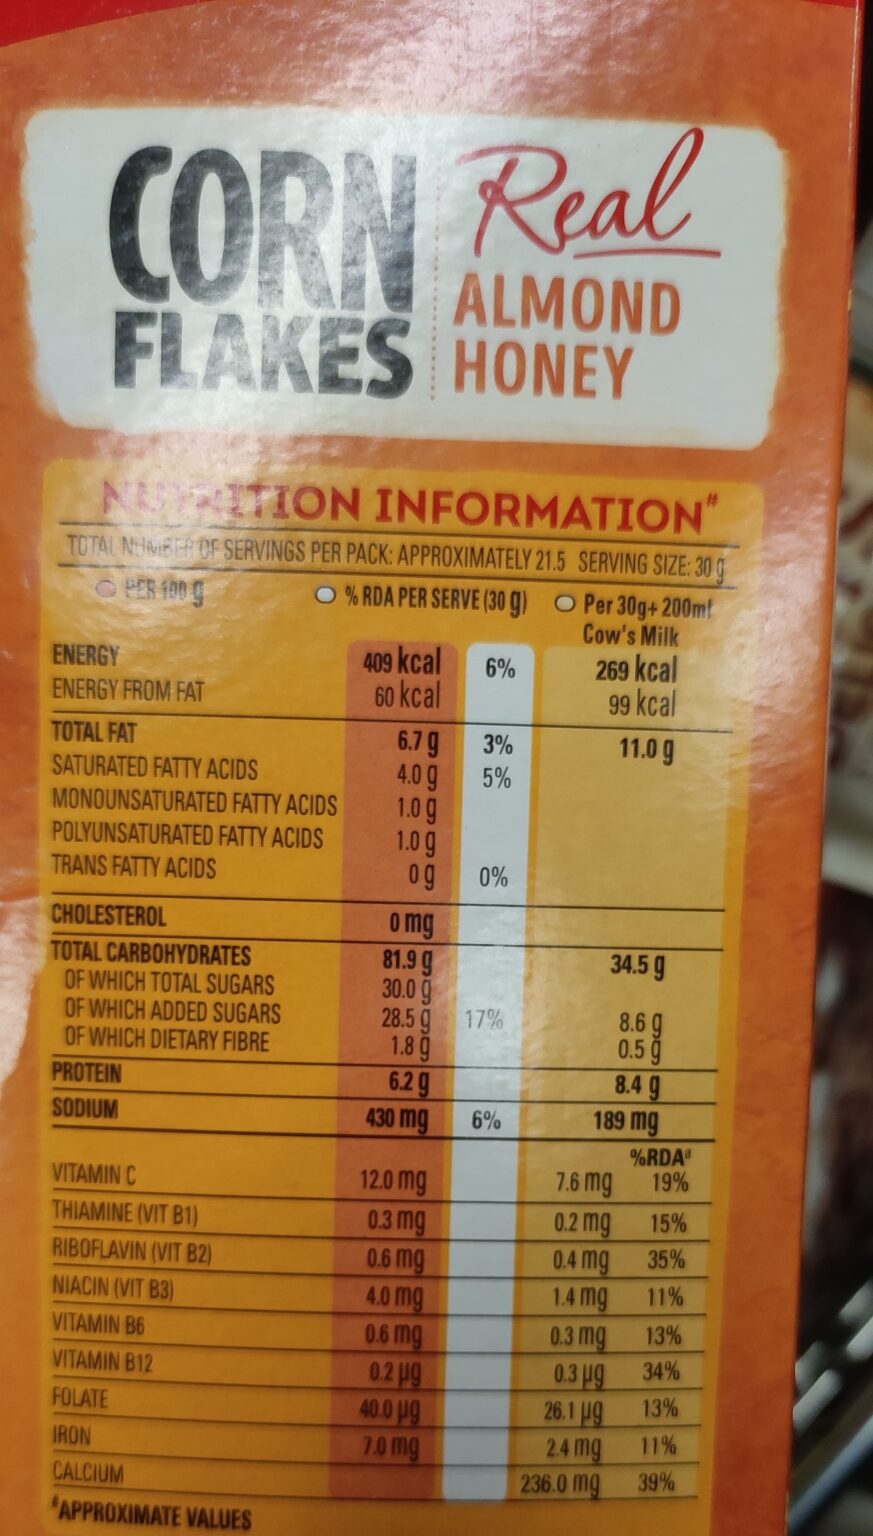 CORN FLAKES
Real
ALMOND
HONEY
NUTRITION INFORMATION#
TOTAL NUMBER OF SERVINGS PER PACK: APPROXIMATELY 21.5 SERVING SIZE: 30 g
PER 100 g % RDA PER SERVE (30 g) Per 30g+ 200ml
Cow's Milk
ENERGY 409 kcal 6% 269 kcal
ENERGY FROM FAT 60 kcal 99 kcal
TOTAL FAT 6.7 g 3% 11.0 g
SATURATED FATTY ACIDS 4.0 g 5%
MONOUNSATURATED FATTY ACIDS 1.0 g
POLYUNSATURATED FATTY ACIDS 1.0 g
TRANS FATTY ACIDS 0 g 0%
CHOLESTEROL 0 mg
TOTAL CARBOHYDRATES 81.9 g 34.5 g
OF WHICH TOTAL SUGARS 30.0 g
OF WHICH ADDED SUGARS 28.5 g 17% 8.6 g
OF WHICH DIETARY FIBRE 1.8 g 0.5 g
PROTEIN 6.2 g 8.4 g
SODIUM 430 mg 6% 189 mg
%RDA
VITAMIN C 12.0 mg 7.6 mg 19%
THIAMINE (VIT B1) 0.3 mg 0.2 mg 15%
RIBOFLAVIN (VIT B2) 0.6 mg 0.4 mg 35%
NIACIN (VIT B3) 4.0 mg 1.4 mg 11%
VITAMIN B6 0.6 mg 0.3 mg 13%
VITAMIN B12 0.2 µg 0.3 µg 34%
FOLATE 40.0 µg 26.1 µg 13%
IRON 7.0 mg 2.4 mg 11%
CALCIUM 236.0 mg 39%
#APPROXIMATE VALUES